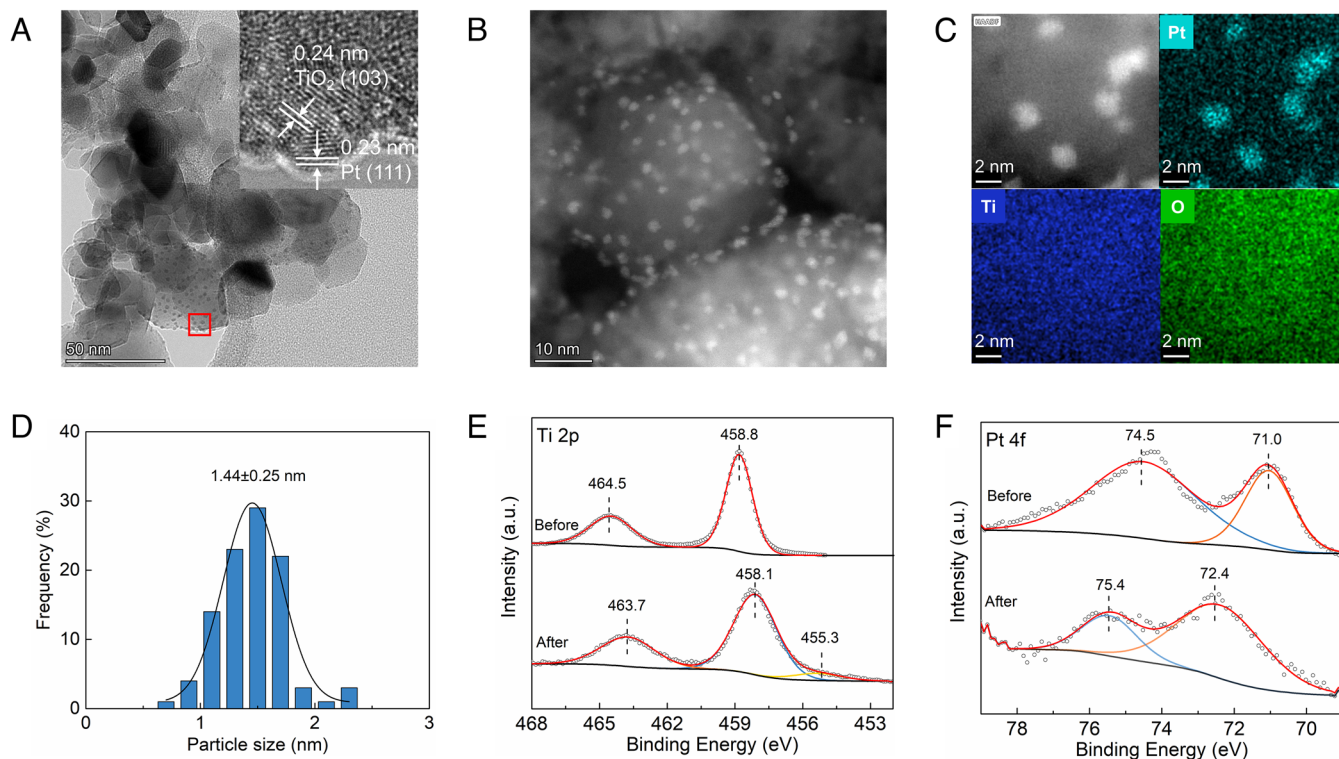 A
0.24 nm
TiO₂ (103)
0.23 nm
Pt (111)
50 nm
B
10 nm
C
HAADF
Pt
2 nm
2 nm
Ti
O
2 nm
2 nm
D
40
30
20
10
0
1.44±0.25 nm
0
1
2
3
Frequency (%)
Particle size (nm)
E
Ti 2p
458.8
464.5
Before
458.1
463.7
455.3
After
468
465
462
459
456
453
Intensity (a.u.)
Binding Energy (eV)
F
Pt 4f
74.5
71.0
Before
75.4
72.4
After
78
76
74
72
70
Intensity (a.u.)
Binding Energy (eV)